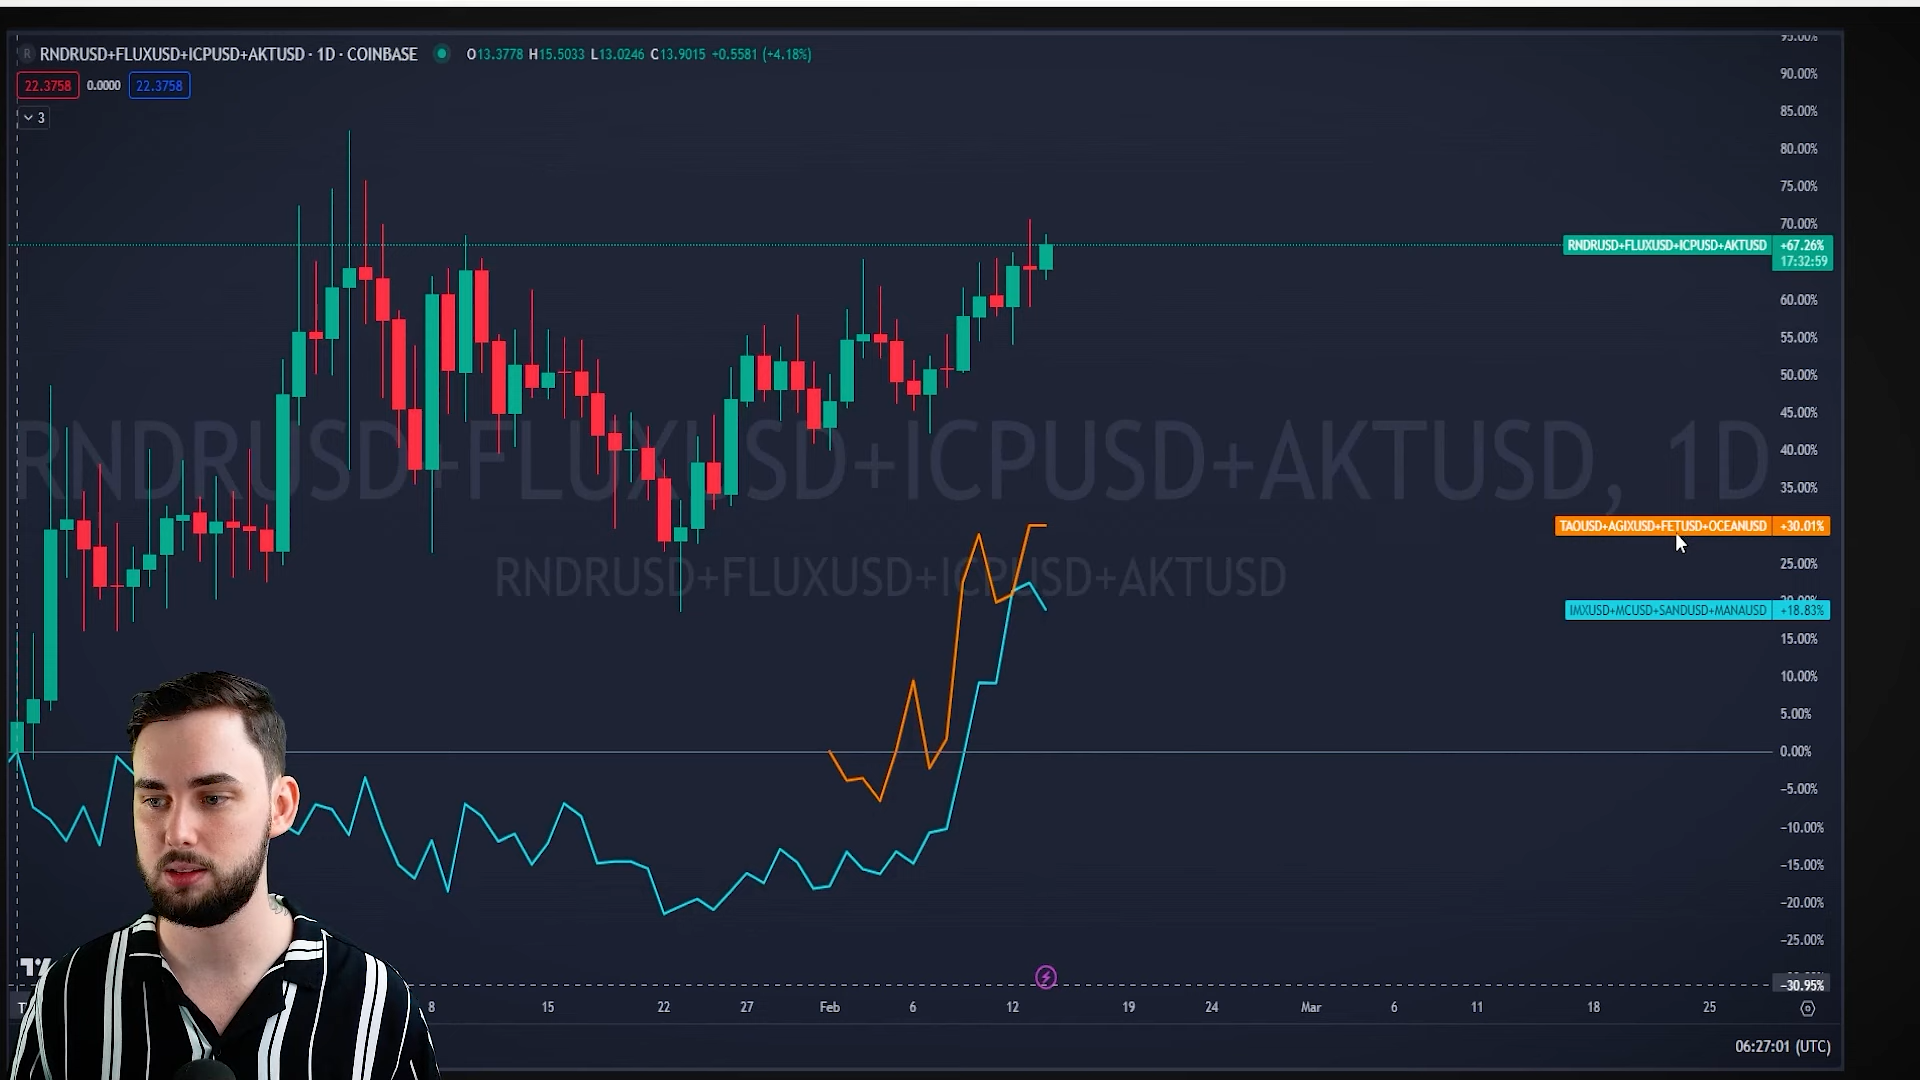 RNDRUSD+FLUXUSD+ICPUSD+AKTUSD · 1D · COINBASE O13.3778 H15.5033 L13.0246 C13.9015 +0.5581 (+4.18%)
22.3758 0.0000 22.3758
3
95.00%
90.00%
85.00%
80.00%
75.00%
70.00%
RNDRUSD+FLUXUSD+ICPUSD+AKTUSD +67.26%
17:32:59
60.00%
55.00%
50.00%
45.00%
40.00%
35.00%
RNDRUSD+FLUXUSD+ICPUSD+AKTUSD, 1D
TAOUSD+AGIXUSD+FETUSD+OCEANUSD +30.01%
25.00%
RNDRUSD+FLUXUSD+ICPUSD+AKTUSD
20.00%
IMXUSD+MCUSD+SANDUSD+MANAUSD +18.83%
15.00%
10.00%
5.00%
0.00%
−5.00%
−10.00%
−15.00%
−20.00%
−25.00%
−30.95%
8 15 22 27 Feb 6 12 19 24 Mar 6 11 18 25
06:27:01 (UTC)